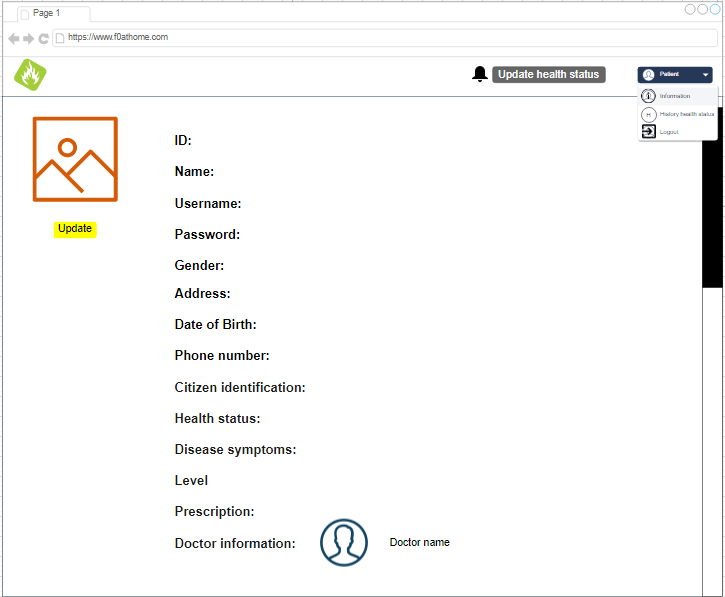 Page 1
https://www.f0athome.com
Update health status
Patient
Information
H
History health status
Logout
ID:
Name:
Username:
Update
Password:
Gender:
Address:
Date of Birth:
Phone number:
Citizen identification:
Health status:
Disease symptoms:
Level
Prescription:
Doctor information:
Doctor name